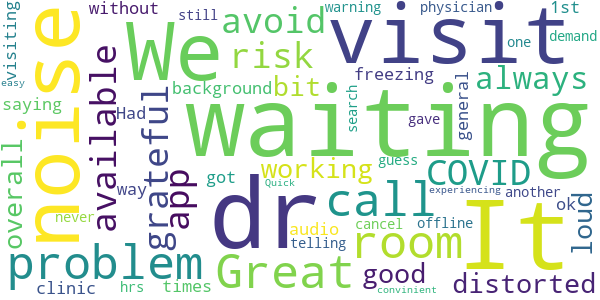 visiting
easy
saying
overall
noise
without
available
Had
way
clinic
hrs
never
problem
We
grateful
app
times
background
got
Great
avoid
risk
bit
still
warning
visit
physician
1st
one
demand
freezing
always
waiting
search
gave
general
dr
working
guess
COVID
Quick
call
experiencing
another
audio
telling
cancel
offline
ok
loud
room
It
good
convinient
distorted